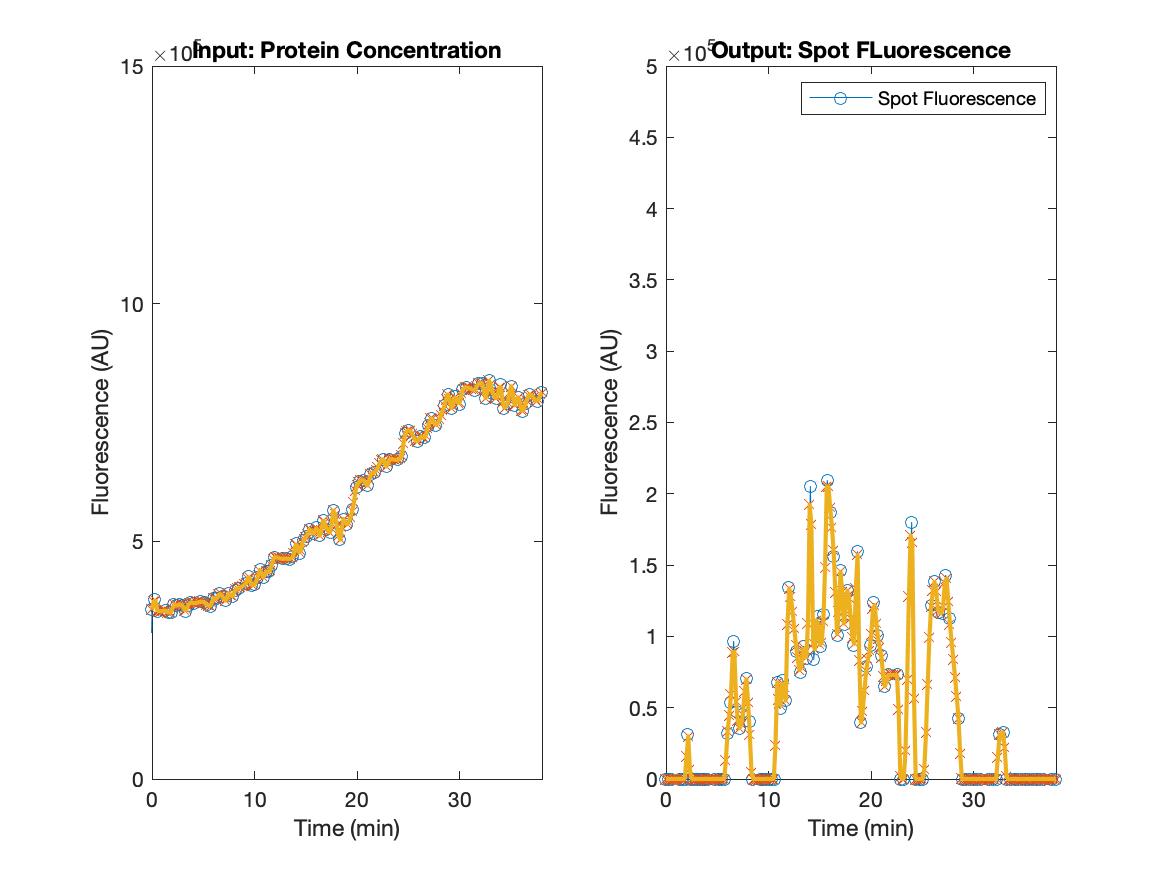 ×10⁵ Input: Protein Concentration
15
10
5
0
0 10 20 30
Time (min)
Fluorescence (AU)
×10⁵ Output: Spot FLuorescence
Spot Fluorescence
5
4.5
4
3.5
3
2.5
2
1.5
1
0.5
0
0 10 20 30
Time (min)
Fluorescence (AU)